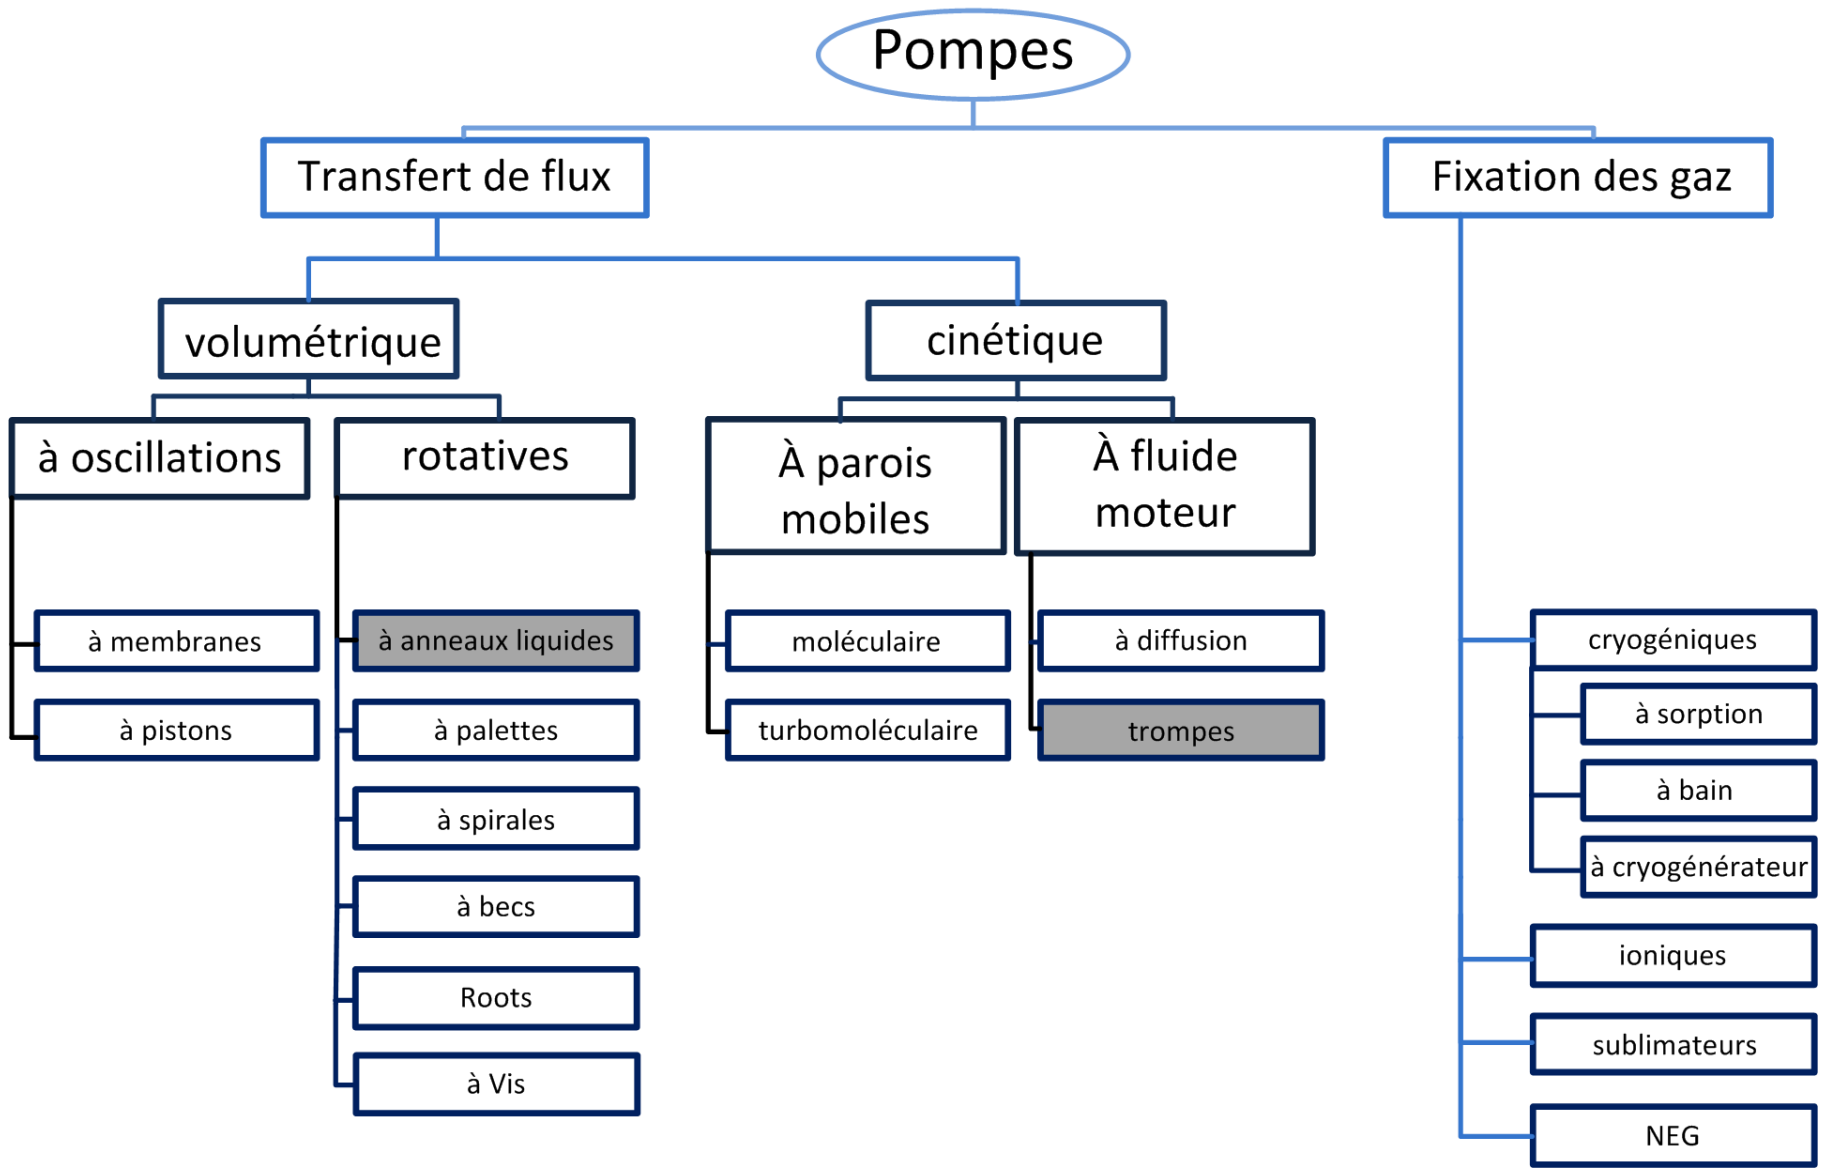 Pompes
Transfert de flux
Fixation des gaz
volumétrique
cinétique
à oscillations
rotatives
À parois
mobiles
À fluide
moteur
à membranes
à pistons
à anneaux liquides
à palettes
à spirales
à becs
Roots
à Vis
moléculaire
turbomoléculaire
à diffusion
trompes
cryogéniques
à sorption
à bain
à cryogénérateur
ioniques
sublimateurs
NEG